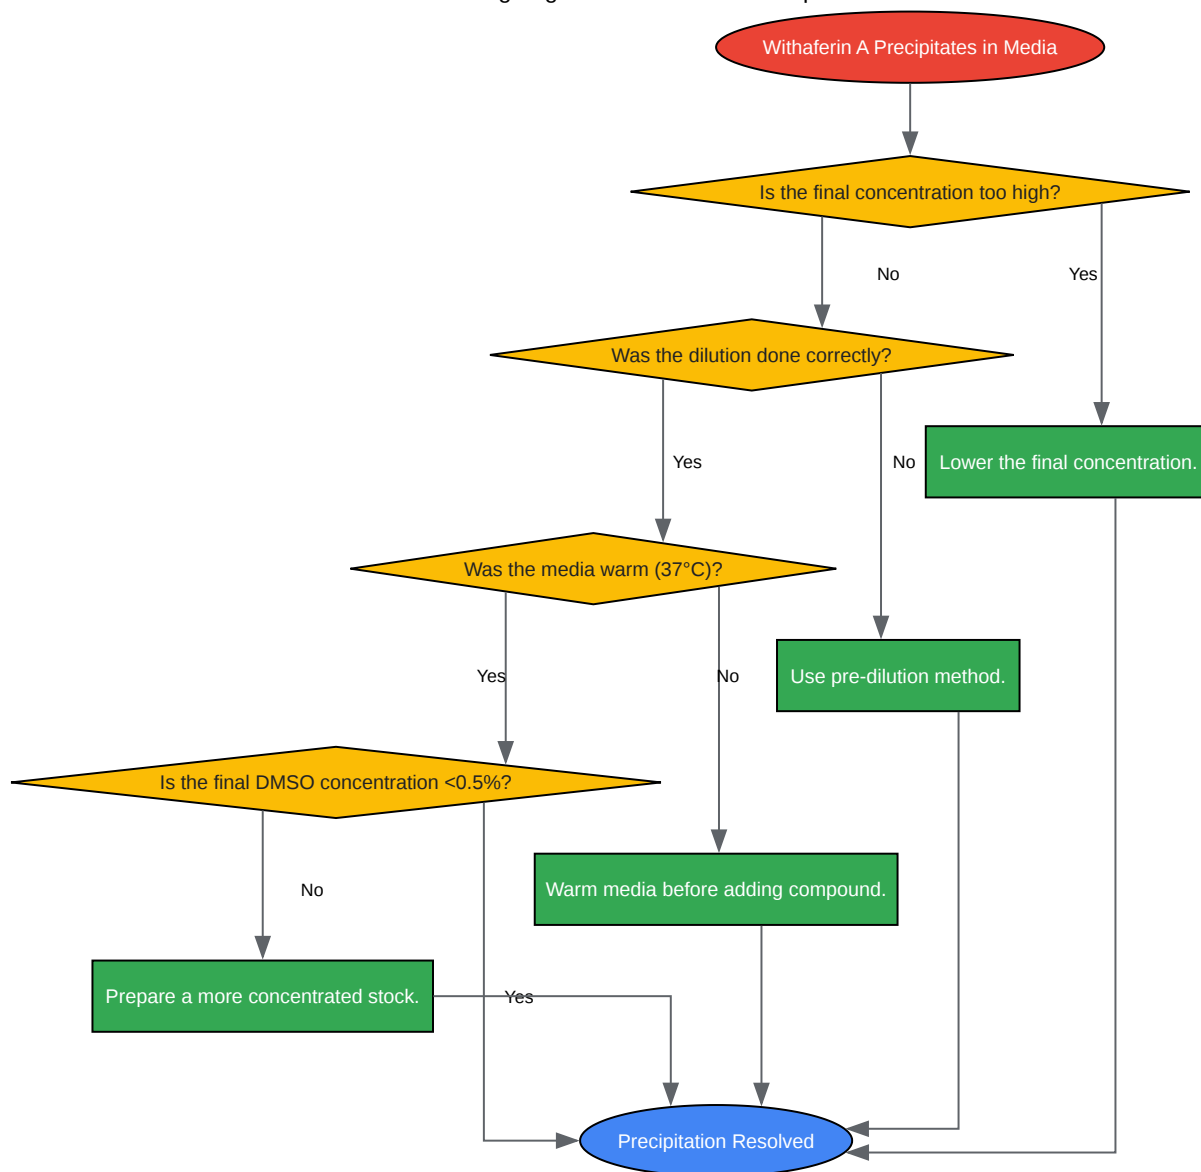 Withaferin A Precipitates in Media
Is the final concentration too high?
No
Yes
Was the dilution done correctly?
Yes
No
Lower the final concentration.
Was the media warm (37°C)?
Yes
No
Use pre-dilution method.
Is the final DMSO concentration <0.5%?
No
Warm media before adding compound.
Prepare a more concentrated stock.
Yes
Precipitation Resolved